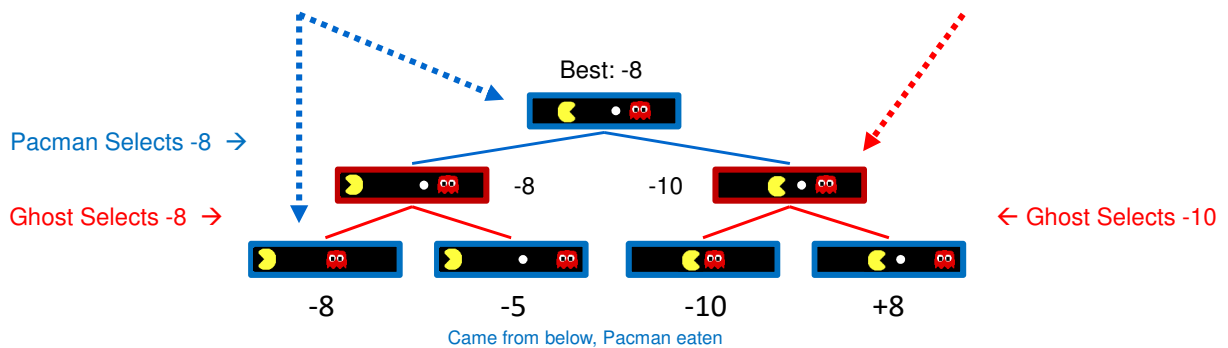 Best: -8
Pacman Selects -8 →
-8 -10
Ghost Selects -8 →
← Ghost Selects -10
-8 -5 -10 +8
Came from below, Pacman eaten